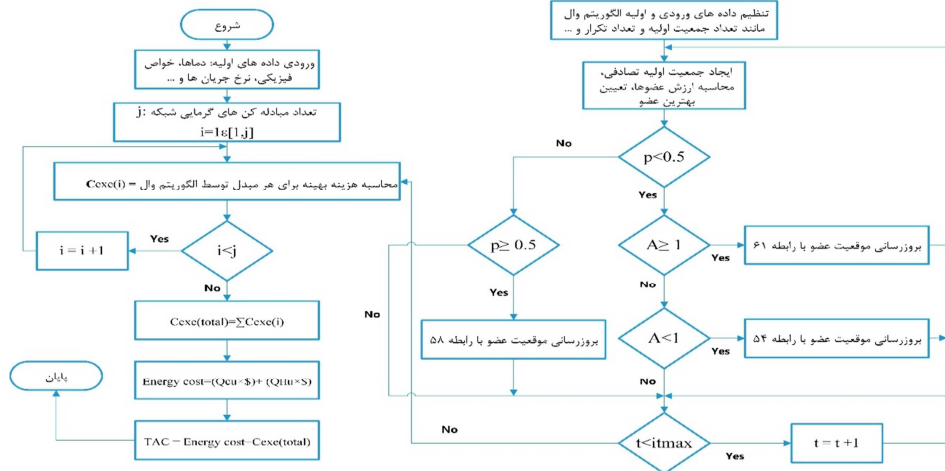 شروع
ورودی داده های اولیه: دماها، خواص
فیزیکی، نرخ جریان ها و ...
تعداد مبادله کن های گرمایی شبکه :j
i=1ε[1,j]
محاسبه هزینه بهینه برای هر مبدل توسط الگوریتم وال = Cexe(i)
i<j
Yes
i = i +1
No
Cexe(total)=∑Cexe(i)
Energy cost=(Qcu×$)+ (QHu×$)
TAC = Energy cost+Cexe(total)
پایان
تنظیم داده های ورودی و اولیه الگوریتم وال
مانند تعداد جمعیت اولیه و تعداد تکرار و ...
ایجاد جمعیت اولیه تصادفی،
محاسبه ارزش عضوها، تعیین
بهترین عضو
p<0.5
No
Yes
p≥ 0.5
No
Yes
بروزرسانی موقعیت عضو با رابطه ۵۸
A≥ 1
Yes
بروزرسانی موقعیت عضو با رابطه ۶۱
No
A<1
Yes
بروزرسانی موقعیت عضو با رابطه ۵۴
No
t<itmax
No
Yes
t = t +1